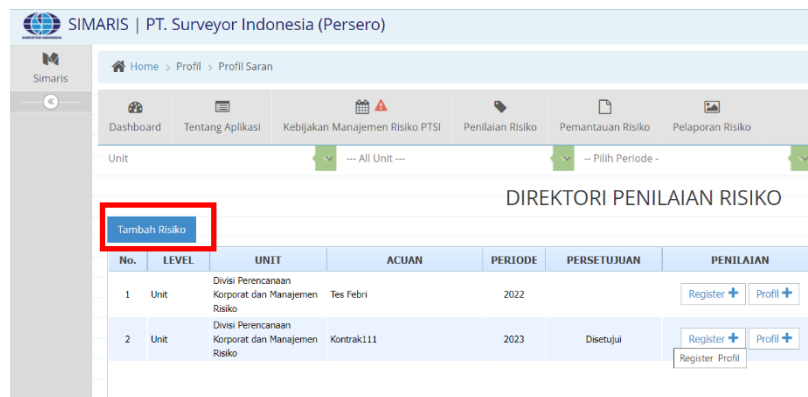 SIMARIS | PT. Surveyor Indonesia (Persero)
Simaris
Home > Profil > Profil Saran
Dashboard Tentang Aplikasi Kebijakan Manajemen RIsiko PTSI Penilaian Risiko Pemantauan Risiko Pelaporan Risiko
Unit --- All Unit --- -- Pilih Periode -
DIREKTORI PENILAIAN RISIKO
Tambah Risiko
No. LEVEL UNIT ACUAN PERIODE PERSETUJUAN PENILAIAN
1 Unit Divisi Perencanaan Korporat dan Manajemen Risiko Tes Febri 2022 Register Profil
2 Unit Divisi Perencanaan Korporat dan Manajemen Risiko Kontrak111 2023 Disetujui Register Profil
Register Profil